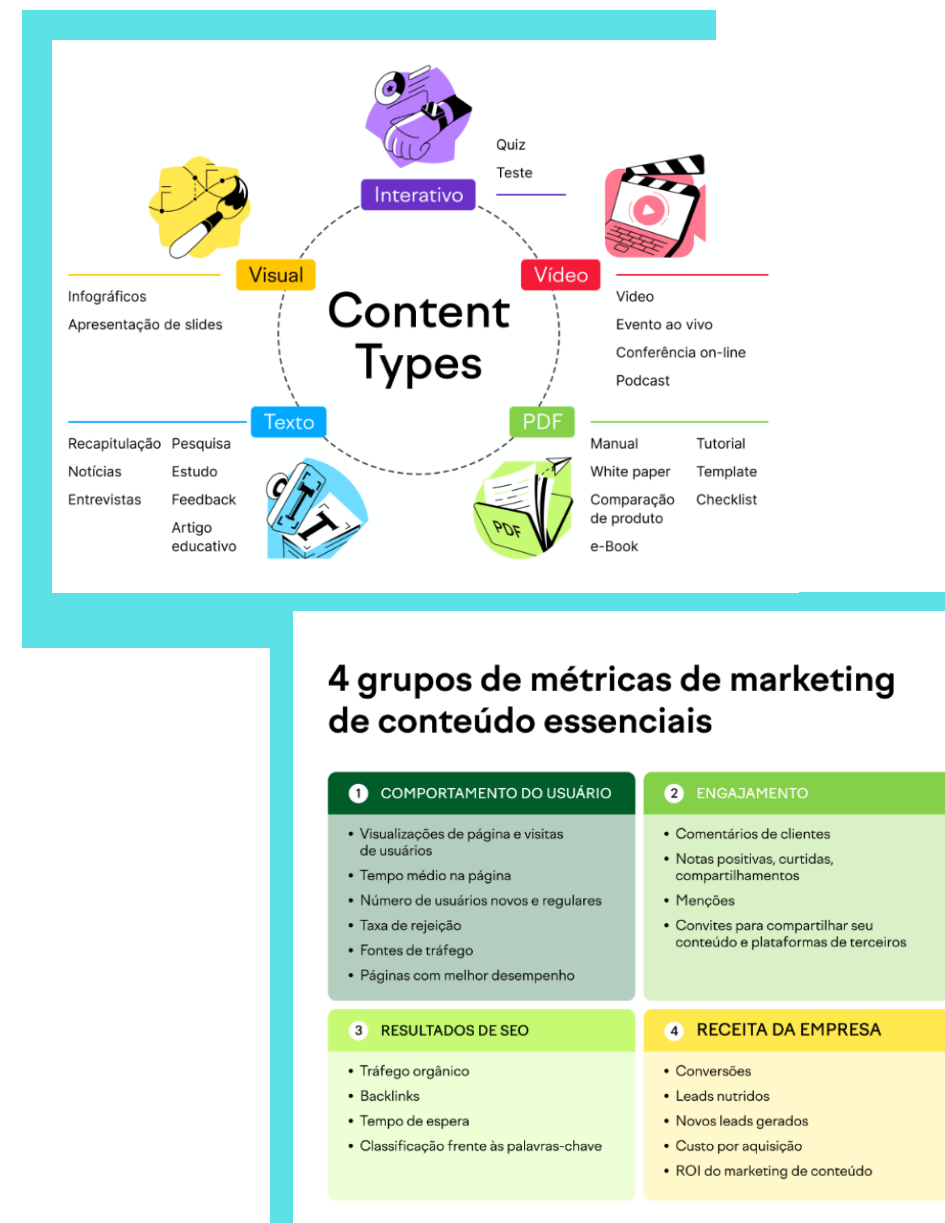 Interativo
Quiz
Teste
Visual
Infográficos
Apresentação de slides
Vídeo
Video
Evento ao vivo
Conferência on-line
Podcast
Content
Types
Texto
Recapitulação
Notícias
Entrevistas
Pesquisa
Estudo
Feedback
Artigo
educativo
PDF
PDF
Manual
White paper
Comparação
de produto
e-Book
Tutorial
Template
Checklist
4 grupos de métricas de marketing
de conteúdo essenciais
1 COMPORTAMENTO DO USUÁRIO
• Visualizações de página e visitas
de usuários
• Tempo médio na página
• Número de usuários novos e regulares
• Taxa de rejeição
• Fontes de tráfego
• Páginas com melhor desempenho
2 ENGAJAMENTO
• Comentários de clientes
• Notas positivas, curtidas,
compartilhamentos
• Menções
• Convites para compartilhar seu
conteúdo e plataformas de terceiros
3 RESULTADOS DE SEO
• Tráfego orgânico
• Backlinks
• Tempo de espera
• Classificação frente às palavras-chave
4 RECEITA DA EMPRESA
• Conversões
• Leads nutridos
• Novos leads gerados
• Custo por aquisição
• ROI do marketing de conteúdo